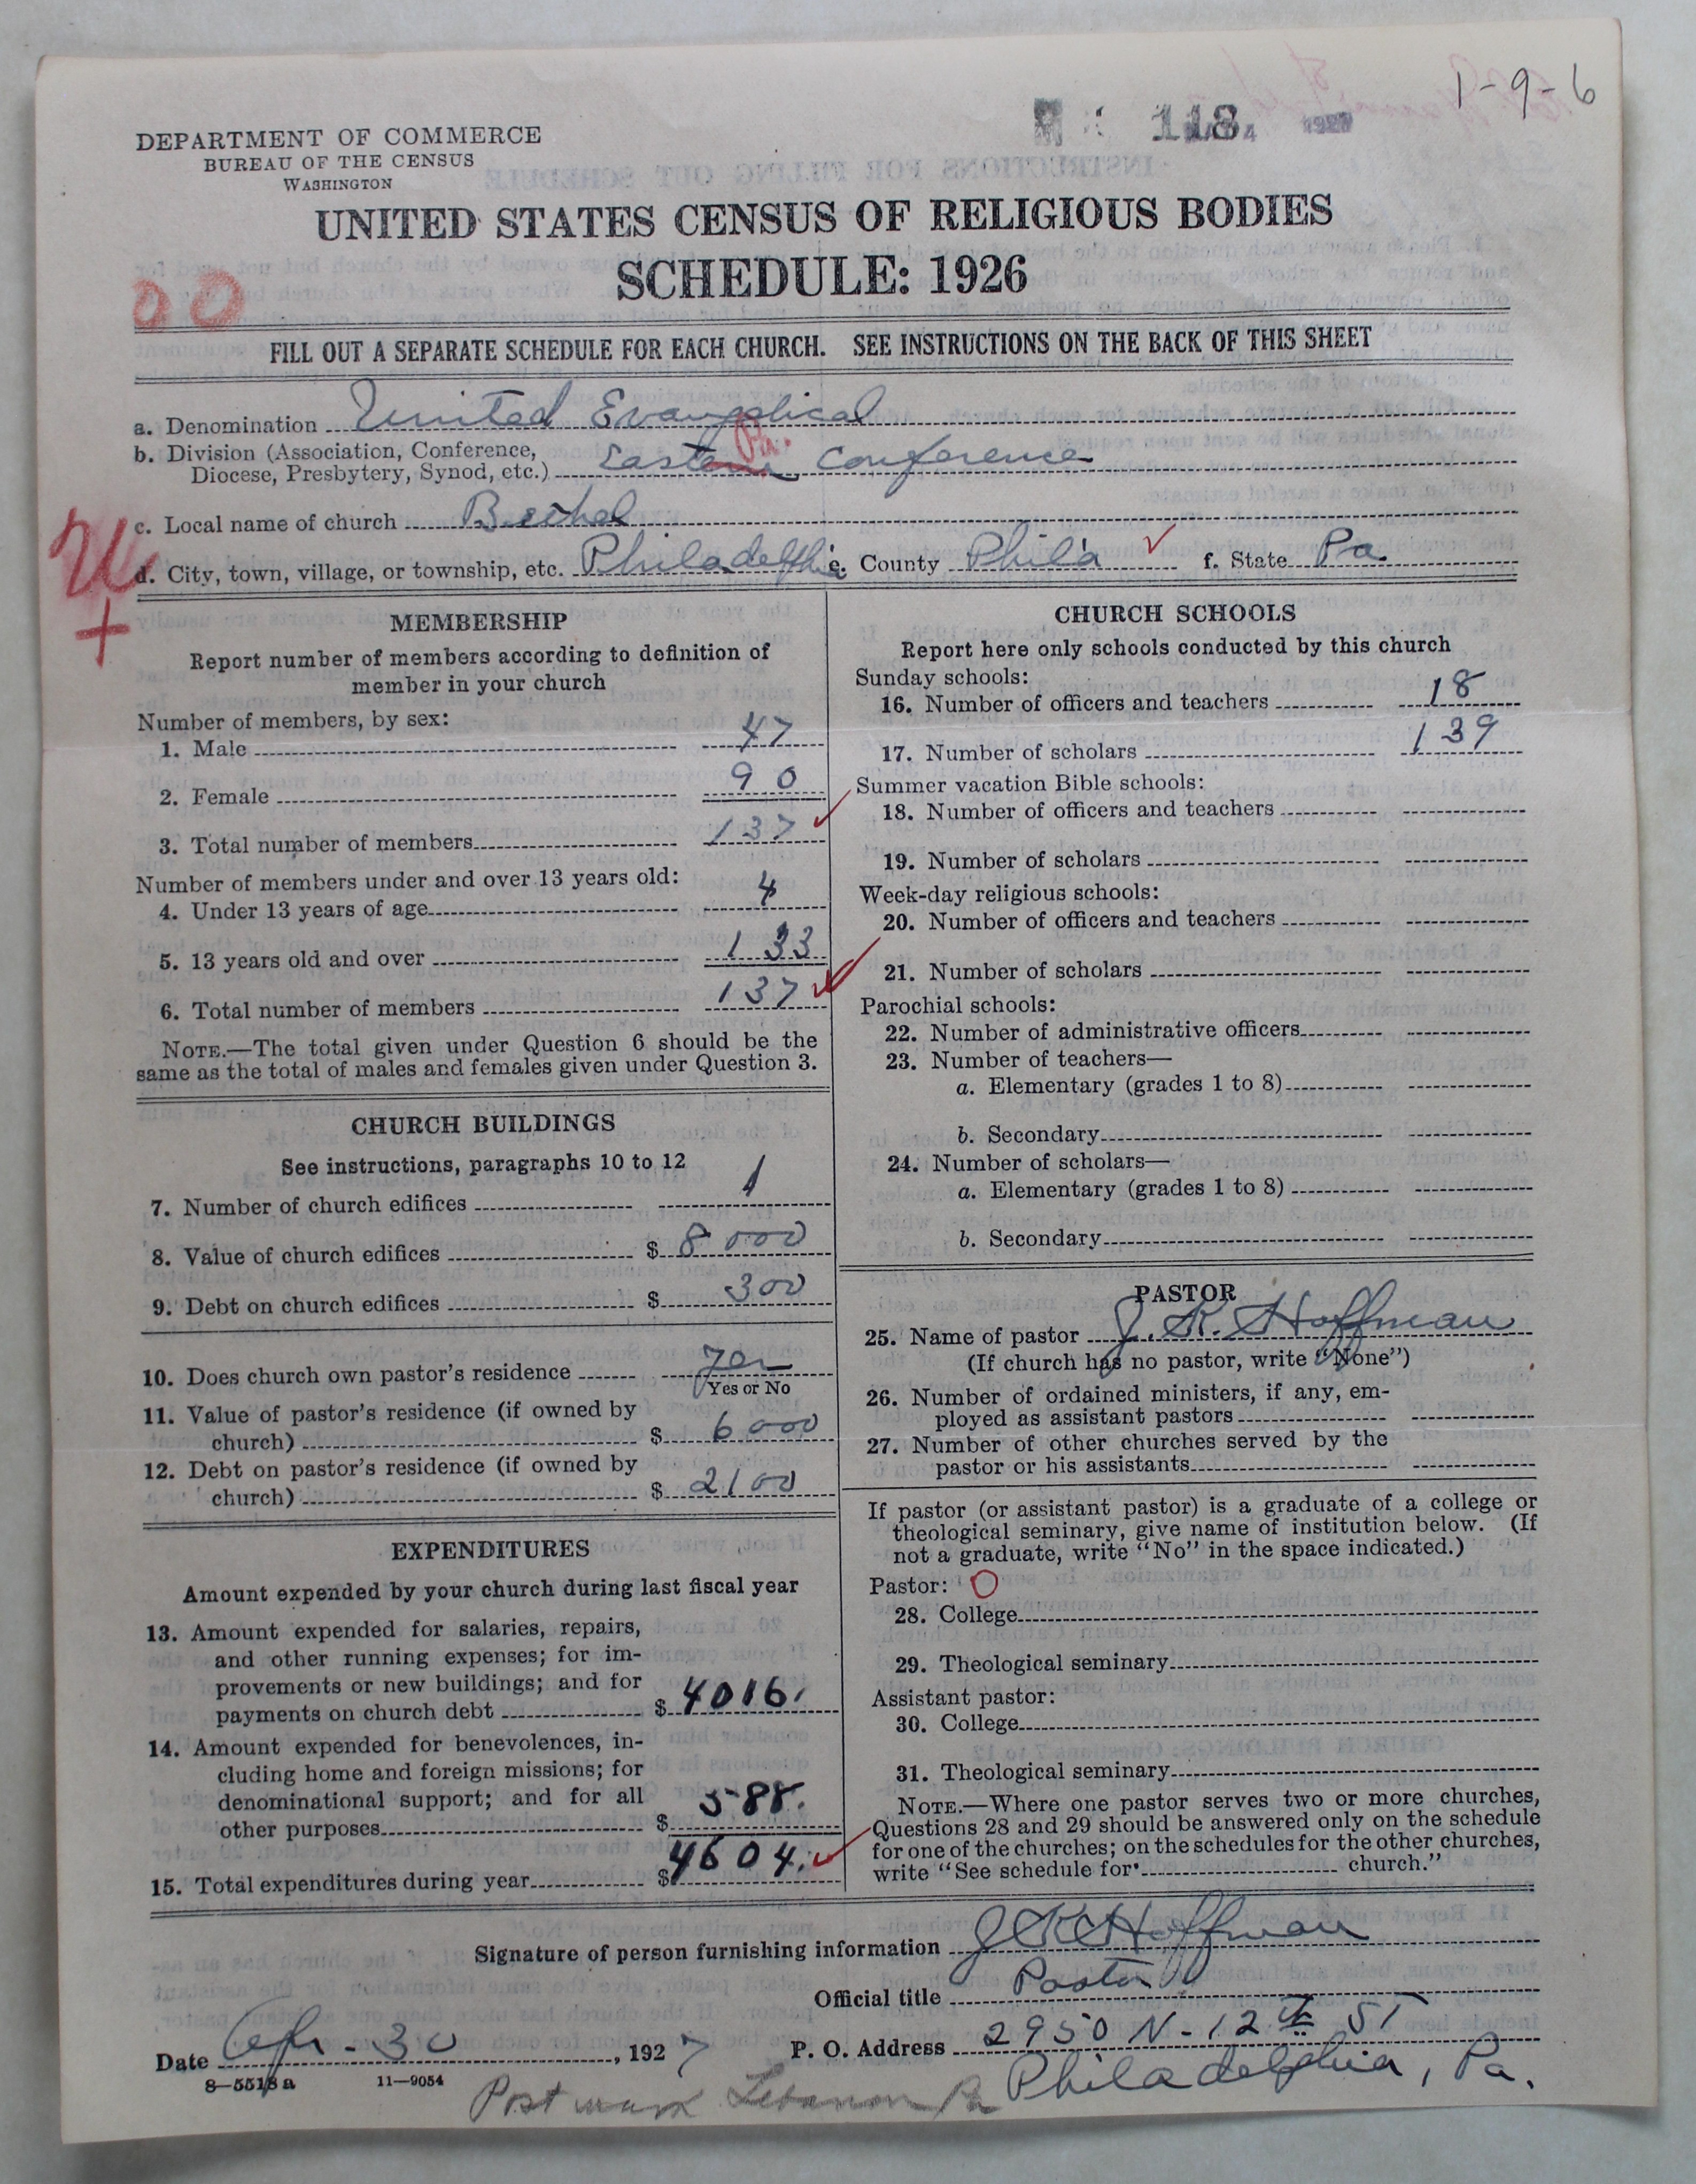 1-9-6
118
DEPARTMENT OF COMMERCE
BUREAU OF THE CENSUS
WASHINGTON
UNITED STATES CENSUS OF RELIGIOUS BODIES
SCHEDULE: 1926
00
FILL OUT A SEPARATE SCHEDULE FOR EACH CHURCH. SEE INSTRUCTIONS ON THE BACK OF THIS SHEET
a. Denomination United Evangelical
b. Division (Association, Conference, Pa.
Diocese, Presbytery, Synod, etc.) Eastern Conference
c. Local name of church Bethel
d. City, town, village, or township, etc. Philadelphia e. County Phila f. State Pa.
MEMBERSHIP
Report number of members according to definition of
member in your church
Number of members, by sex:
1. Male 47
2. Female 90
3. Total number of members 137
Number of members under and over 13 years old:
4. Under 13 years of age 4
5. 13 years old and over 133
6. Total number of members 137
NOTE.—The total given under Question 6 should be the
same as the total of males and females given under Question 3.
CHURCH BUILDINGS
See instructions, paragraphs 10 to 12
7. Number of church edifices 1
8. Value of church edifices $ 8000
9. Debt on church edifices $ 300
10. Does church own pastor's residence Yes
Yes or No
11. Value of pastor's residence (if owned by
church) $ 6000
12. Debt on pastor's residence (if owned by
church) $ 2100
EXPENDITURES
Amount expended by your church during last fiscal year
13. Amount expended for salaries, repairs,
and other running expenses; for im-
provements or new buildings; and for
payments on church debt $ 4016.
14. Amount expended for benevolences, in-
cluding home and foreign missions; for
denominational support; and for all
other purposes $ 588.
15. Total expenditures during year $ 4604.
CHURCH SCHOOLS
Report here only schools conducted by this church
Sunday schools:
16. Number of officers and teachers 18
17. Number of scholars 139
Summer vacation Bible schools:
18. Number of officers and teachers
19. Number of scholars
Week-day religious schools:
20. Number of officers and teachers
21. Number of scholars
Parochial schools:
22. Number of administrative officers
23. Number of teachers—
a. Elementary (grades 1 to 8)
b. Secondary
24. Number of scholars—
a. Elementary (grades 1 to 8)
b. Secondary
PASTOR
25. Name of pastor J. K. Hoffman
(If church has no pastor, write "None")
26. Number of ordained ministers, if any, em-
ployed as assistant pastors
27. Number of other churches served by the
pastor or his assistants
If pastor (or assistant pastor) is a graduate of a college or
theological seminary, give name of institution below. (If
not a graduate, write "No" in the space indicated.)
Pastor: O
28. College
29. Theological seminary
Assistant pastor:
30. College
31. Theological seminary
NOTE.—Where one pastor serves two or more churches,
Questions 28 and 29 should be answered only on the schedule
for one of the churches; on the schedules for the other churches,
write "See schedule for church."
Signature of person furnishing information J K Hoffman
Official title Pastor
Date Apr-30, 1927 P. O. Address 2950 N-12th ST
8-5518a 11-9054
Philadelphia, Pa.
Post mark Lebanon Pa